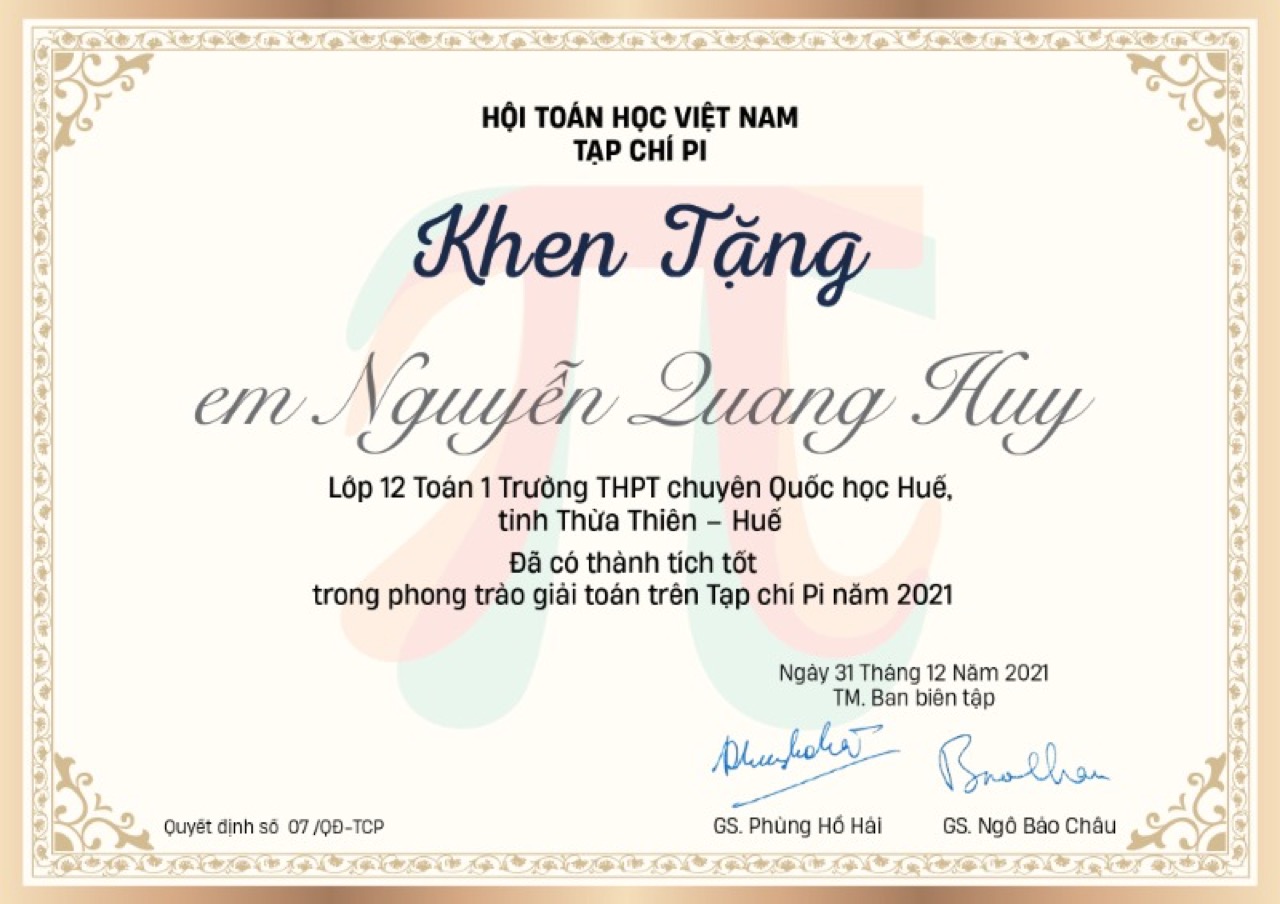 HỘI TOÁN HỌC VIỆT NAM
TẠP CHÍ PI
Khen Tặng
em Nguyễn Quang Huy
Lớp 12 Toán 1 Trường THPT chuyên Quốc học Huế,
tỉnh Thừa Thiên – Huế
Đã có thành tích tốt
trong phong trào giải toán trên Tạp chí Pi năm 2021
Ngày 31 Tháng 12 Năm 2021
TM. Ban biên tập
Quyết định số 07 /QĐ-TCP
GS. Phùng Hồ Hải
GS. Ngô Bảo Châu